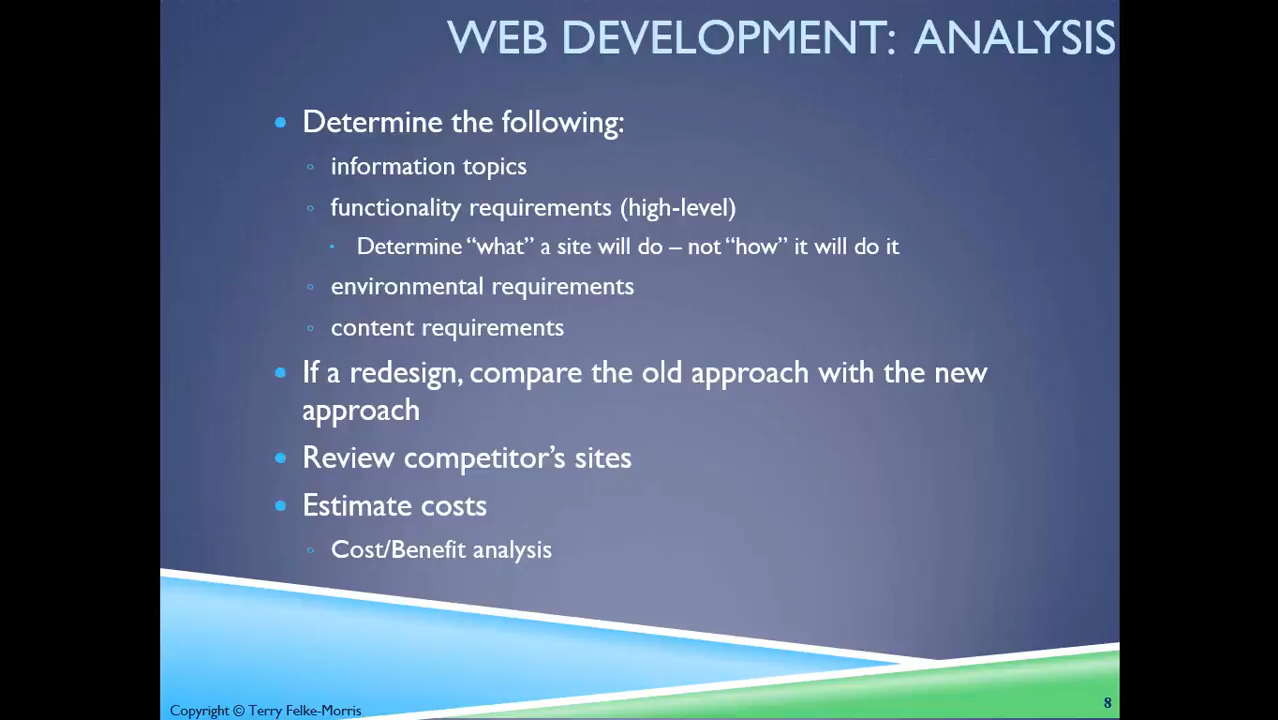 WEB DEVELOPMENT: ANALYSIS
Determine the following:
information topics
functionality requirements (high-level)
Determine “what” a site will do – not “how” it will do it
environmental requirements
content requirements
If a redesign, compare the old approach with the new
approach
Review competitor’s sites
Estimate costs
Cost/Benefit analysis
Copyright © Terry Felke-Morris
8